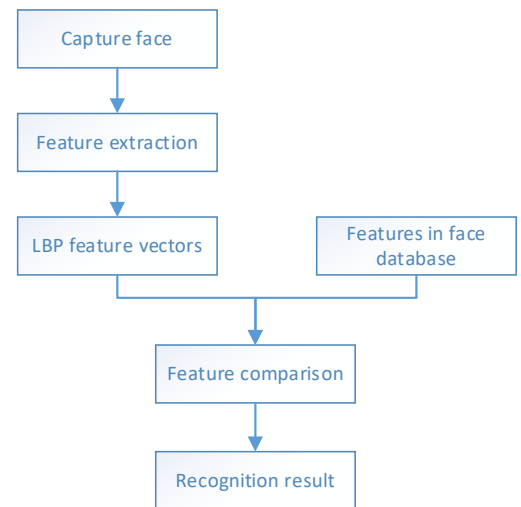 Capture face
Feature extraction
LBP feature vectors
Features in face
database
Feature comparison
Recognition result